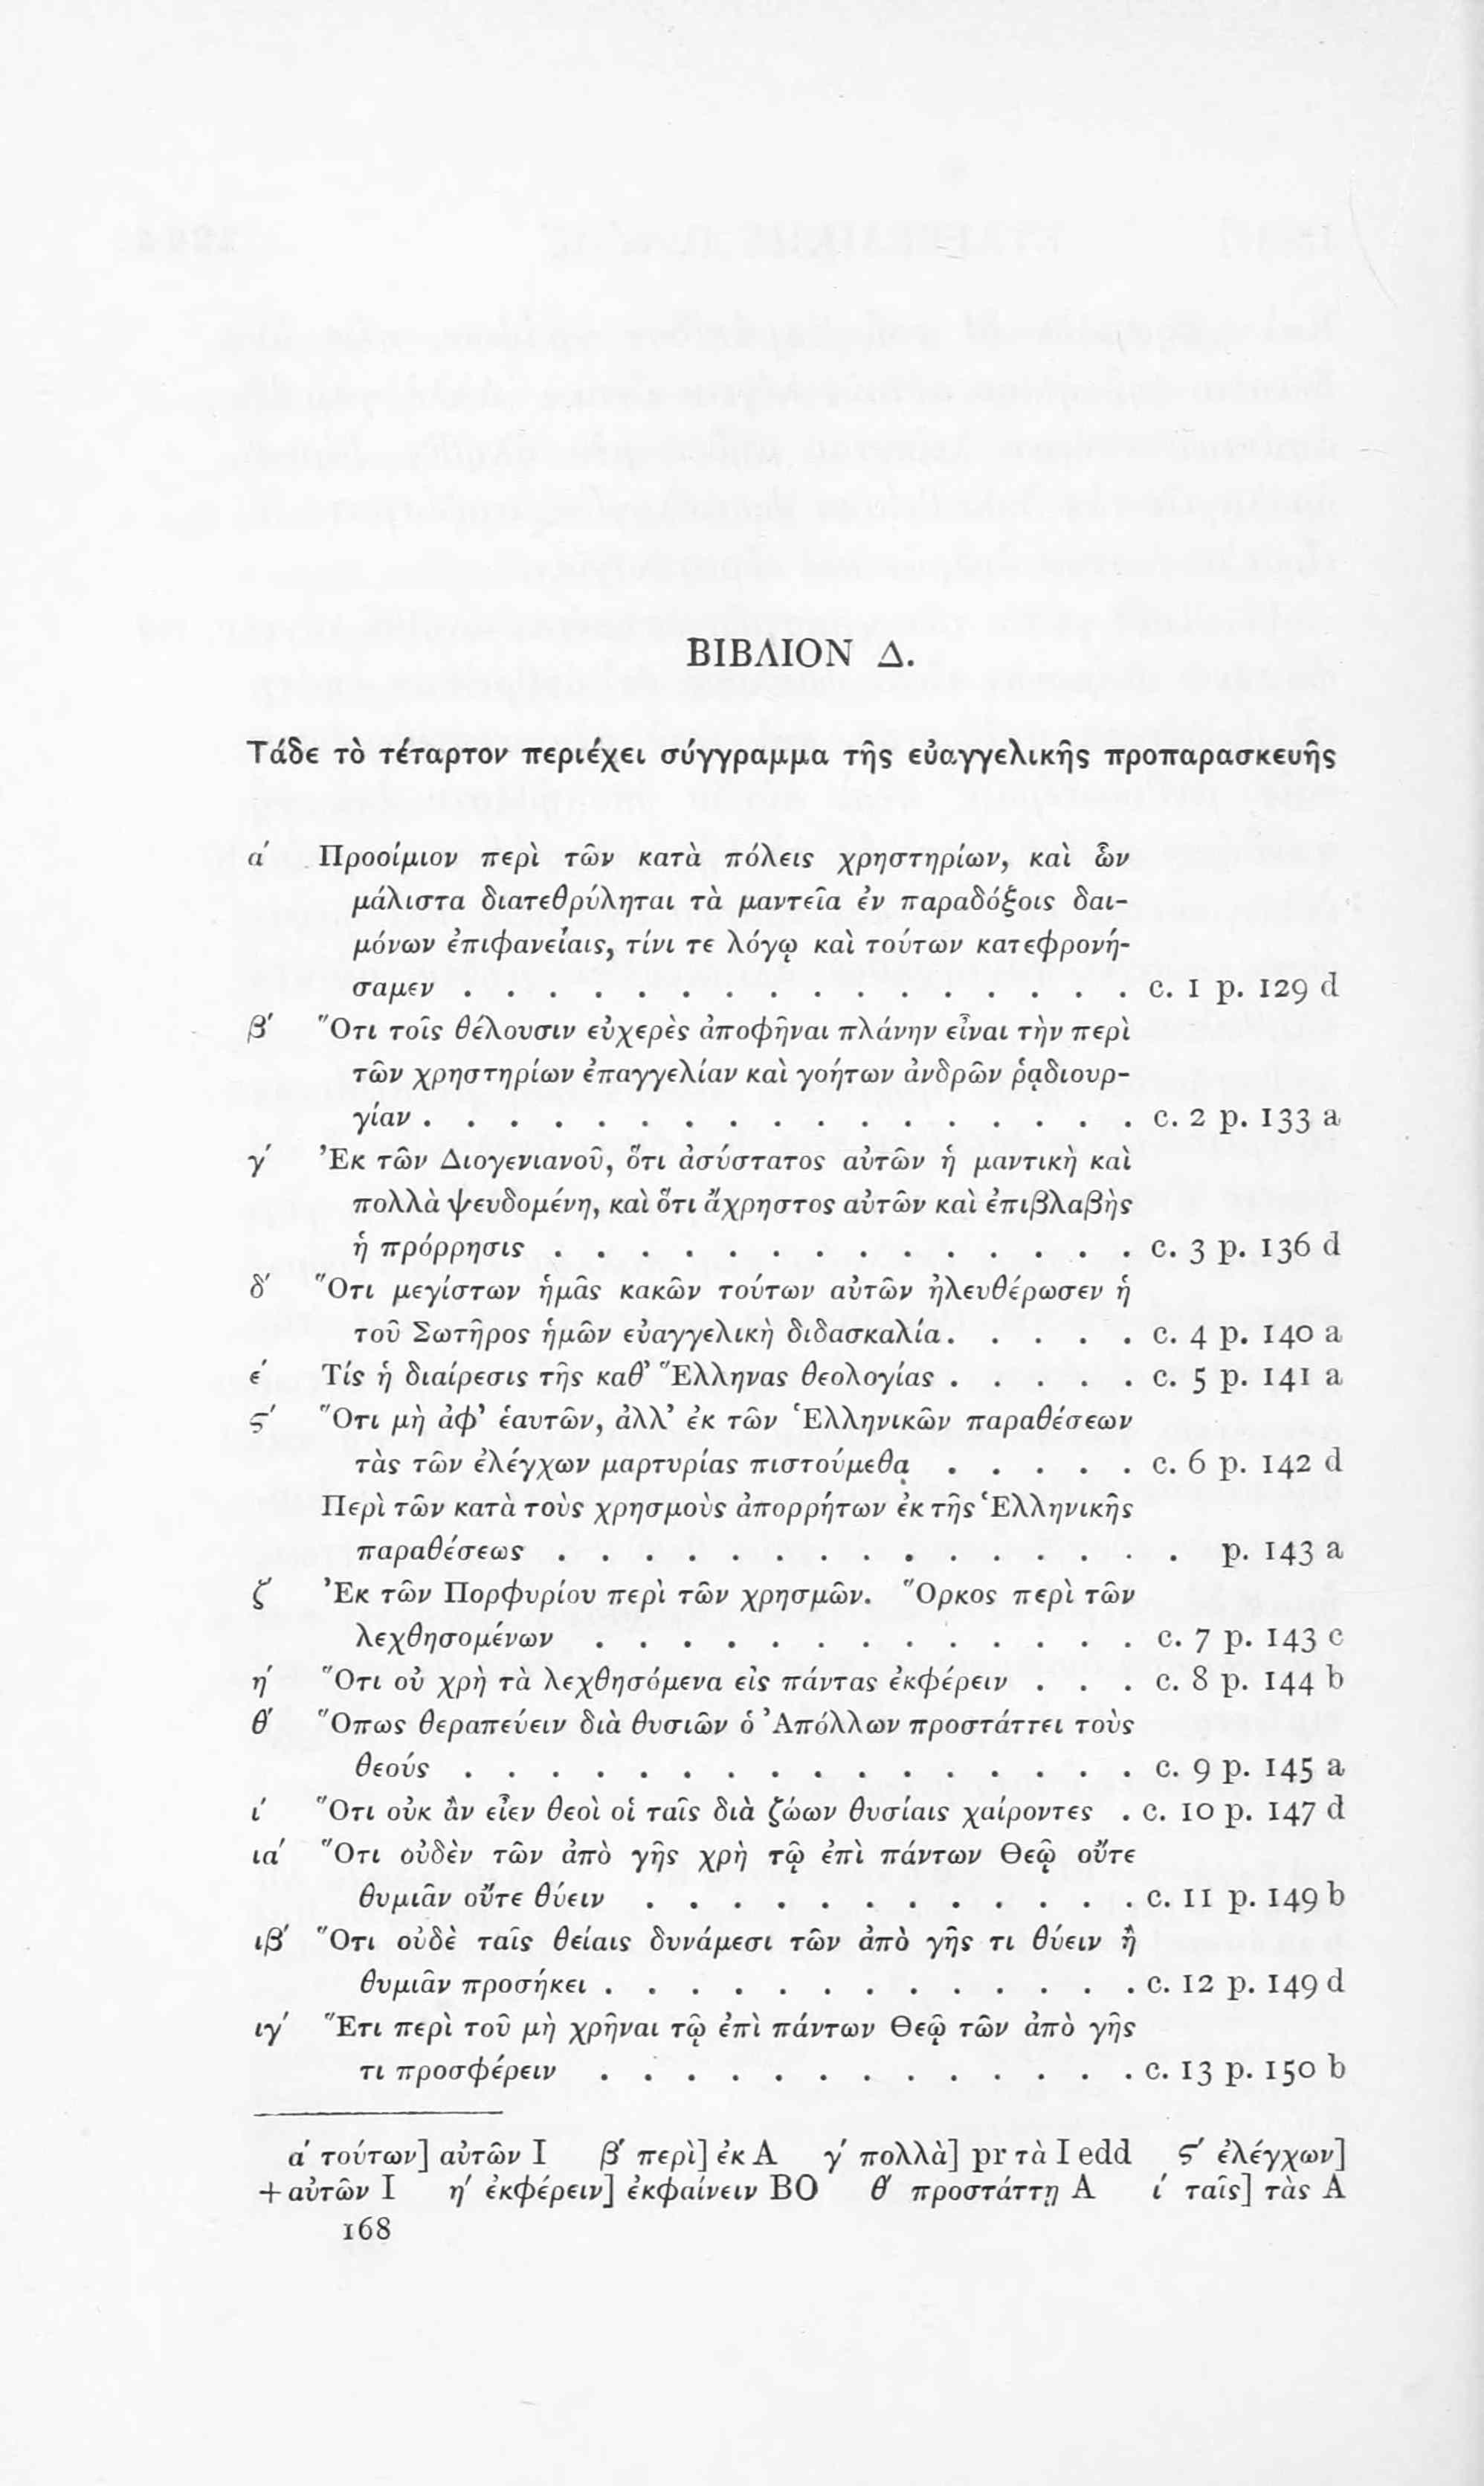 ΒΙΒΛΙΟΝ Δ.
Τάδε τὸ τέταρτον περιέχει σύγγραμμα τῆς εὐαγγελικῆς προπαρασκευῆς
α′ Προοίμιον περὶ τῶν κατὰ πόλεις χρηστηρίων, καὶ ὧν
μάλιστα διατεθρύληται τὰ μαντεῖα ἐν παραδόξοις δαι-
μόνων ἐπιφανείαις, τίνι τε λόγῳ καὶ τούτων κατεφρονή-
σαμεν . . . . . . . . . . . . . . . . c. 1 p. 129 d
β′ Ὅτι τοῖς θέλουσιν εὐχερὲς ἀποφῆναι πλάνην εἶναι τὴν περὶ
τῶν χρηστηρίων ἐπαγγελίαν καὶ γοήτων ἀνδρῶν ῥᾳδιουρ-
γίαν . . . . . . . . . . . . . . . . . c. 2 p. 133 a
γ′ Ἐκ τῶν Διογενιανοῦ, ὅτι ἀσύστατος αὐτῶν ἡ μαντικὴ καὶ
πολλὰ ψευδομένη, καὶ ὅτι ἄχρηστος αὐτῶν καὶ ἐπιβλαβὴς
ἡ πρόρρησις . . . . . . . . . . . . . . c. 3 p. 136 d
δ′ Ὅτι μεγίστων ἡμᾶς κακῶν τούτων αὐτῶν ἠλευθέρωσεν ἡ
τοῦ Σωτῆρος ἡμῶν εὐαγγελικὴ διδασκαλία . . . . . c. 4 p. 140 a
ε′ Τίς ἡ διαίρεσις τῆς καθ’ Ἕλληνας θεολογίας . . . . . c. 5 p. 141 a
ς′ Ὅτι μὴ ἀφ’ ἑαυτῶν, ἀλλ’ ἐκ τῶν Ἑλληνικῶν παραθέσεων
τὰς τῶν ἐλέγχων μαρτυρίας πιστούμεθα . . . . . c. 6 p. 142 d
Περὶ τῶν κατὰ τοὺς χρησμοὺς ἀπορρήτων ἐκ τῆς Ἑλληνικῆς
παραθέσεως . . . . . . . . . . . . . . . p. 143 a
ζ′ Ἐκ τῶν Πορφυρίου περὶ τῶν χρησμῶν. Ὅρκος περὶ τῶν
λεχθησομένων . . . . . . . . . . . . . c. 7 p. 143 c
η′ Ὅτι οὐ χρὴ τὰ λεχθησόμενα εἰς πάντας ἐκφέρειν . . . c. 8 p. 144 b
θ′ Ὅπως θεραπεύειν διὰ θυσιῶν ὁ Ἀπόλλων προστάττει τοὺς
θεούς . . . . . . . . . . . . . . . . c. 9 p. 145 a
ι′ Ὅτι οὐκ ἂν εἶεν θεοὶ οἱ ταῖς διὰ ζώων θυσίαις χαίροντες . c. 10 p. 147 d
ια′ Ὅτι οὐδὲν τῶν ἀπὸ γῆς χρὴ τῷ ἐπὶ πάντων Θεῷ οὔτε
θυμιᾶν οὔτε θύειν . . . . . . . . . . . . c. 11 p. 149 b
ιβ′ Ὅτι οὐδὲ ταῖς θείαις δυνάμεσι τῶν ἀπὸ γῆς τι θύειν ἢ
θυμιᾶν προσήκει . . . . . . . . . . . . . c. 12 p. 149 d
ιγ′ Ἔτι περὶ τοῦ μὴ χρῆναι τῷ ἐπὶ πάντων Θεῷ τῶν ἀπὸ γῆς
τι προσφέρειν . . . . . . . . . . . . . c. 13 p. 150 b
α′ τούτων] αὐτῶν I β′ περὶ] ἐκ A γ′ πολλὰ] pr τὰ I edd ς′ ἐλέγχων]
+ αὐτῶν I η′ ἐκφέρειν] ἐκφαίνειν BO θ′ προστάττῃ A ι′ ταῖς] τὰς A
168